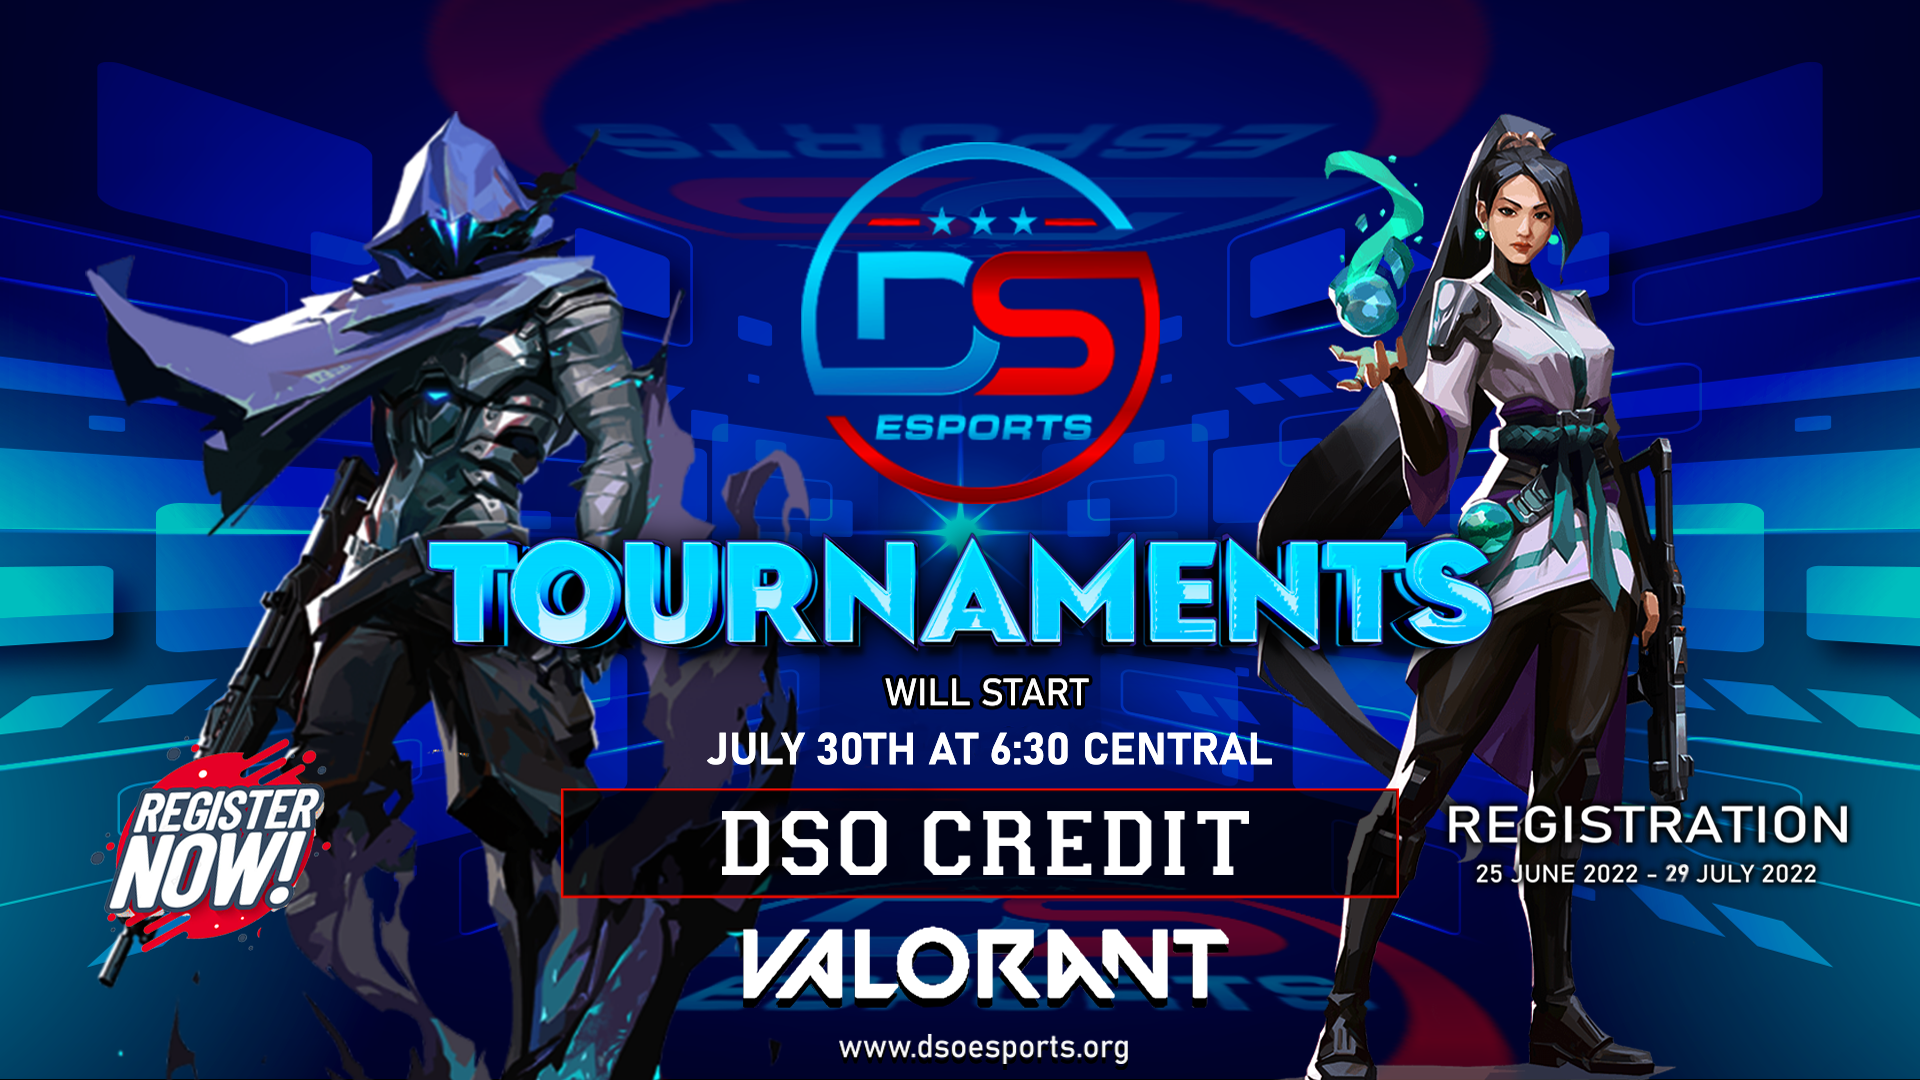 DS
ESPORTS
TOURNAMENTS
WILL START
JULY 30TH AT 6:30 CENTRAL
REGISTER
NOW!
DSO CREDIT
REGISTRATION
25 JUNE 2022 - 29 JULY 2022
VALORANT
www.dsoesports.org